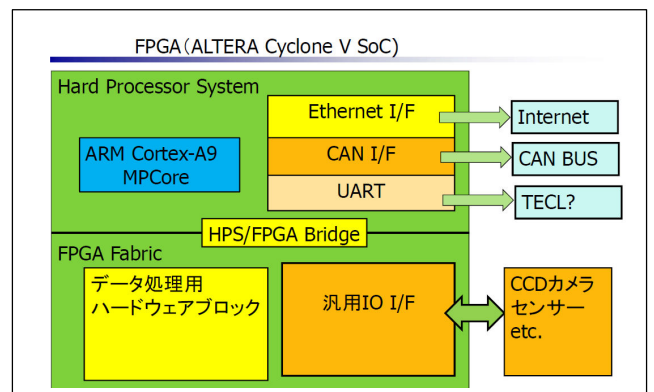 FPGA（ALTERA Cyclone V SoC)
Hard Processor System
Ethernet I/F
Internet
ARM Cortex-A9
MPCore
CAN I/F
CAN BUS
UART
TECL?
HPS/FPGA Bridge
FPGA Fabric
データ処理用
ハードウェアブロック
汎用IO I/F
CCDカメラ
センサー
etc.